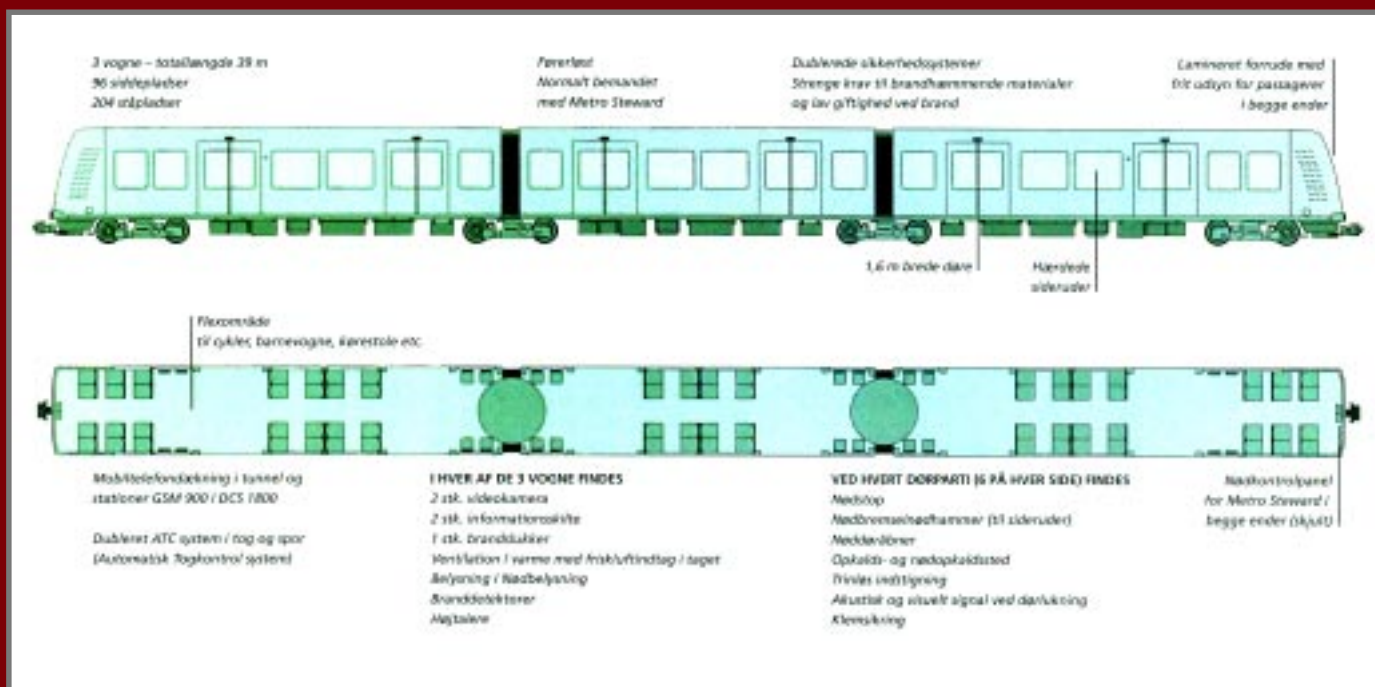 3 vogne – totallængde 39 m
96 siddepladser
204 ståpladser
Førerløst
Normalt bemandet
med Metro Steward
Dublerede sikkerhedssystemer
Strenge krav til brandhæmmende materialer
og lav giftighed ved brand
Lamineret forrude med
frit udsyn for passagerer
i begge ender
1,6 m brede døre
Hærdede
sideruder
Flexområde
til cykler, barnevogne, kørestole etc.
Mobiltelefondækning i tunnel og
stationer GSM 900 / DCS 1800
Dubleret ATC system i tog og spor
(Automatisk Togkontrol system)
I HVER AF DE 3 VOGNE FINDES
2 stk. videokamera
2 stk. informationsskilte
1 stk. brandslukker
Ventilation / varme med friskluftindtag i taget
Belysning / Nødbelysning
Branddetektorer
Højtalere
VED HVERT DØRPARTI (6 PÅ HVER SIDE) FINDES
Nødstop
Nødbremse/nødhammer (til sideruder)
Nøddøråbner
Opkalds- og nødopkaldssted
Trinløs indstigning
Akustisk og visuelt signal ved dørlukning
Klemsikring
Nødkontrolpanel
for Metro Steward i
begge ender (skjult)